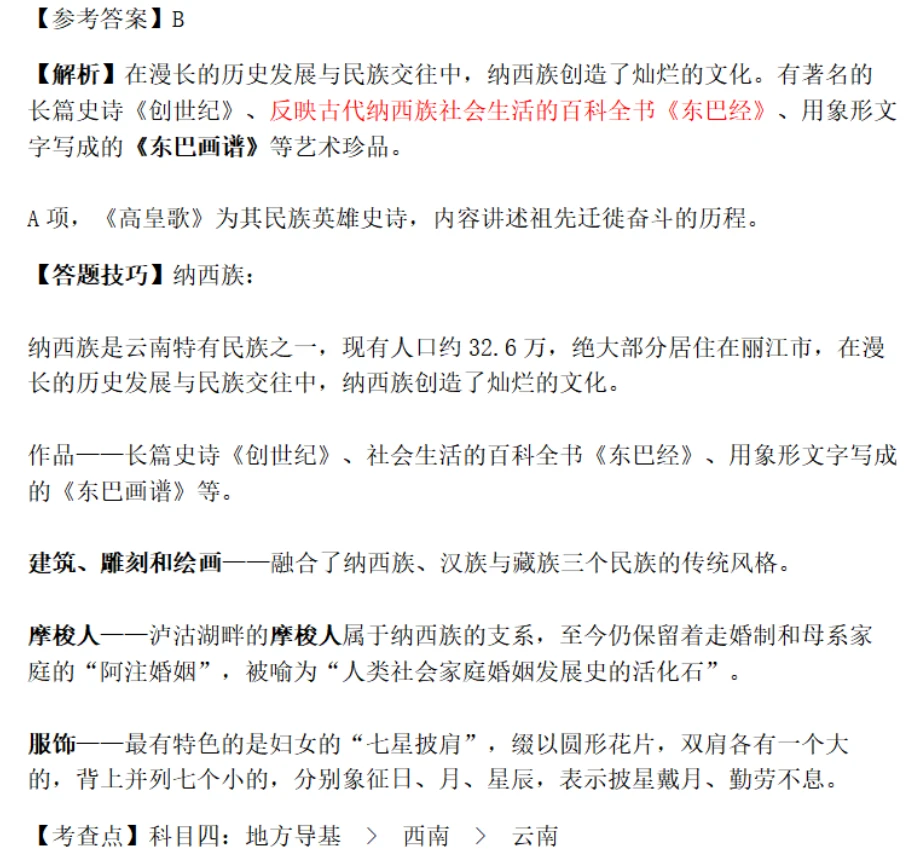 【参考答案】B
【解析】在漫长的历史发展与民族交往中，纳西族创造了灿烂的文化。有著名的
长篇史诗《创世纪》、反映古代纳西族社会生活的百科全书《东巴经》、用象形文
字写成的《东巴画谱》等艺术珍品。
A 项，《高皇歌》为其民族英雄史诗，内容讲述祖先迁徙奋斗的历程。
【答题技巧】纳西族：
纳西族是云南特有民族之一，现有人口约 32.6 万，绝大部分居住在丽江市，在漫
长的历史发展与民族交往中，纳西族创造了灿烂的文化。
作品——长篇史诗《创世纪》、社会生活的百科全书《东巴经》、用象形文字写成
的《东巴画谱》等。
建筑、雕刻和绘画——融合了纳西族、汉族与藏族三个民族的传统风格。
摩梭人——泸沽湖畔的摩梭人属于纳西族的支系，至今仍保留着走婚制和母系家
庭的“阿注婚姻”，被喻为“人类社会家庭婚姻发展史的活化石”。
服饰——最有特色的是妇女的“七星披肩”，缀以圆形花片，双肩各有一个大
的，背上并列七个小的，分别象征日、月、星辰，表示披星戴月、勤劳不息。
【考查点】科目四：地方导基 > 西南 > 云南